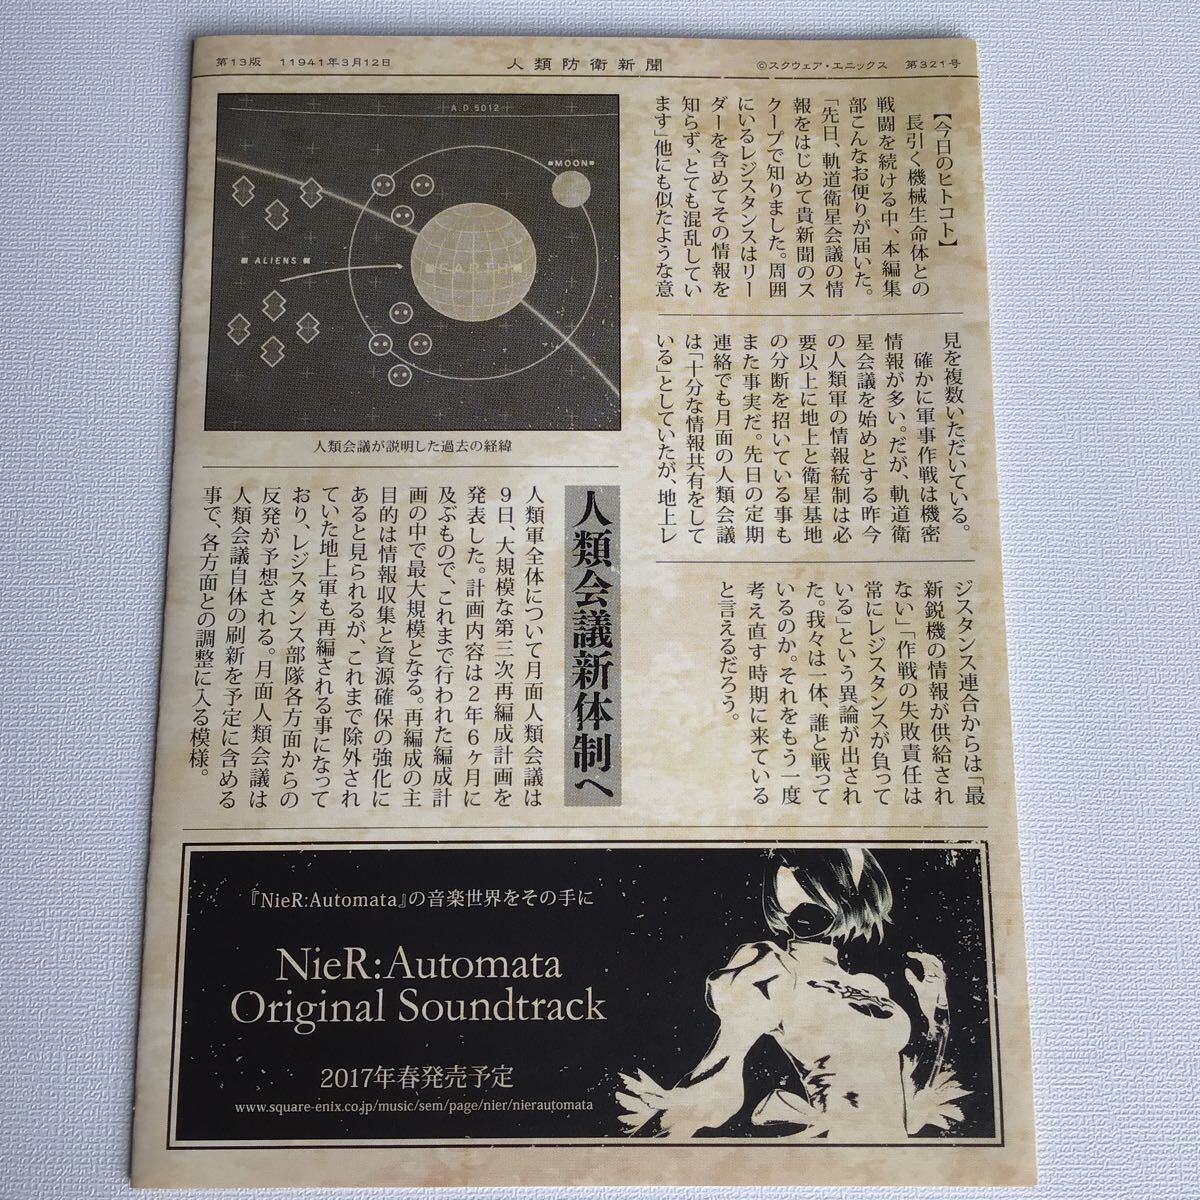 第13版
11941年3月12日
人類防衛新聞
©スクウェア・エニックス
第321号
【今日のヒトコト】
長引く機械生命体との
戦闘を続ける中、本編集
部こんなお便りが届いた。
「先日、軌道衛星会議の情
報をはじめて貴新聞のス
クープで知りました。周囲
にいるレジスタンスはリー
ダーを含めてその情報を
知らず、とても混乱してい
ます」他にも似たような意
見を複数いただいている。
確かに軍事作戦は機密
情報が多い。だが、軌道衛
星会議を始めとする昨今
の人類軍の情報統制は必
要以上に地上と衛星基地
の分断を招いている事も
また事実だ。先日の定期
連絡でも月面の人類会議
は「十分な情報共有をして
いる」としていたが、地上レ
ジスタンス連合からは「最
新鋭機の情報が供給され
ない」「作戦の失敗責任は
常にレジスタンスが負って
いる」という異論が出され
た。我々は一体、誰と戦って
いるのか。それをもう一度
考え直す時期に来ている
と言えるだろう。
A.D 5012
MOON
ALIENS
EARTH
人類会議が説明した過去の経緯
人類会議新体制へ
人類軍全体について月面人類会議は
9日、大規模な第三次再編成計画を
発表した。計画内容は2年6ヶ月に
及ぶもので、これまで行われた編成計
画の中で最大規模となる。再編成の主
目的は情報収集と資源確保の強化に
あると見られるが、これまで除外され
ていた地上軍も再編される事になって
おり、レジスタンス部隊各方面からの
反発が予想される。月面人類会議は
人類会議自体の刷新を予定に含める
事で、各方面との調整に入る模様。
『NieR:Automata』の音楽世界をその手に
NieR:Automata
Original Soundtrack
2017年春発売予定
www.square-enix.co.jp/music/sem/page/nier/nierautomata